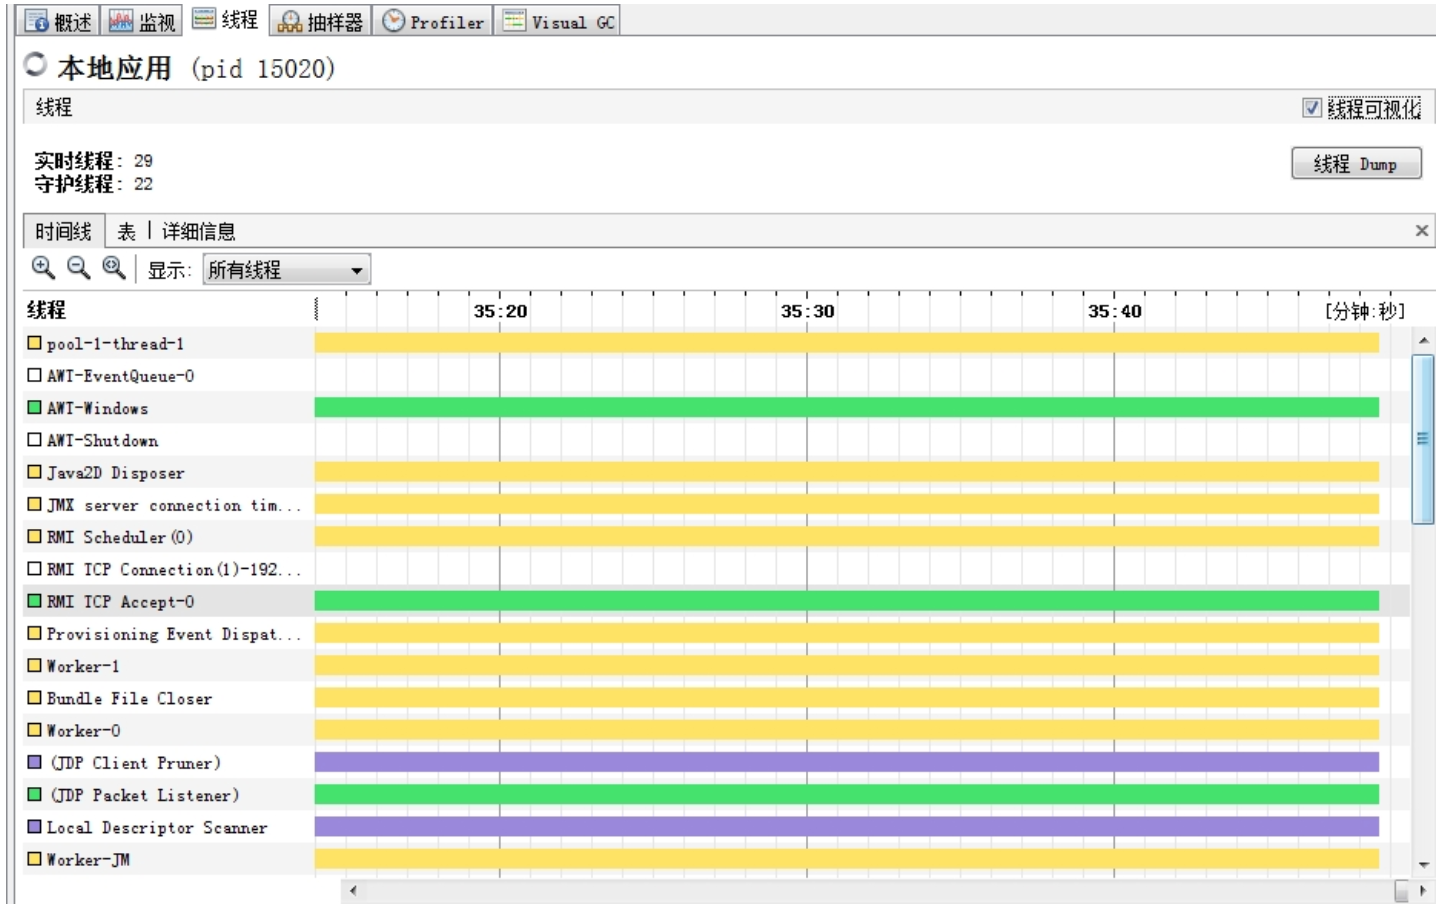 概述 监视 线程 抽样器 Profiler Visual GC
本地应用 (pid 15020)
线程 线程可视化
实时线程: 29
守护线程: 22
线程 Dump
时间线 表 详细信息
显示: 所有线程
线程 35:20 35:30 35:40 [分钟:秒]
pool-1-thread-1
AWT-EventQueue-0
AWT-Windows
AWT-Shutdown
Java2D Disposer
JMX server connection tim...
RMI Scheduler(0)
RMI TCP Connection(1)-192...
RMI TCP Accept-0
Provisioning Event Dispat...
Worker-1
Bundle File Closer
Worker-0
(JDP Client Pruner)
(JDP Packet Listener)
Local Descriptor Scanner
Worker-JM